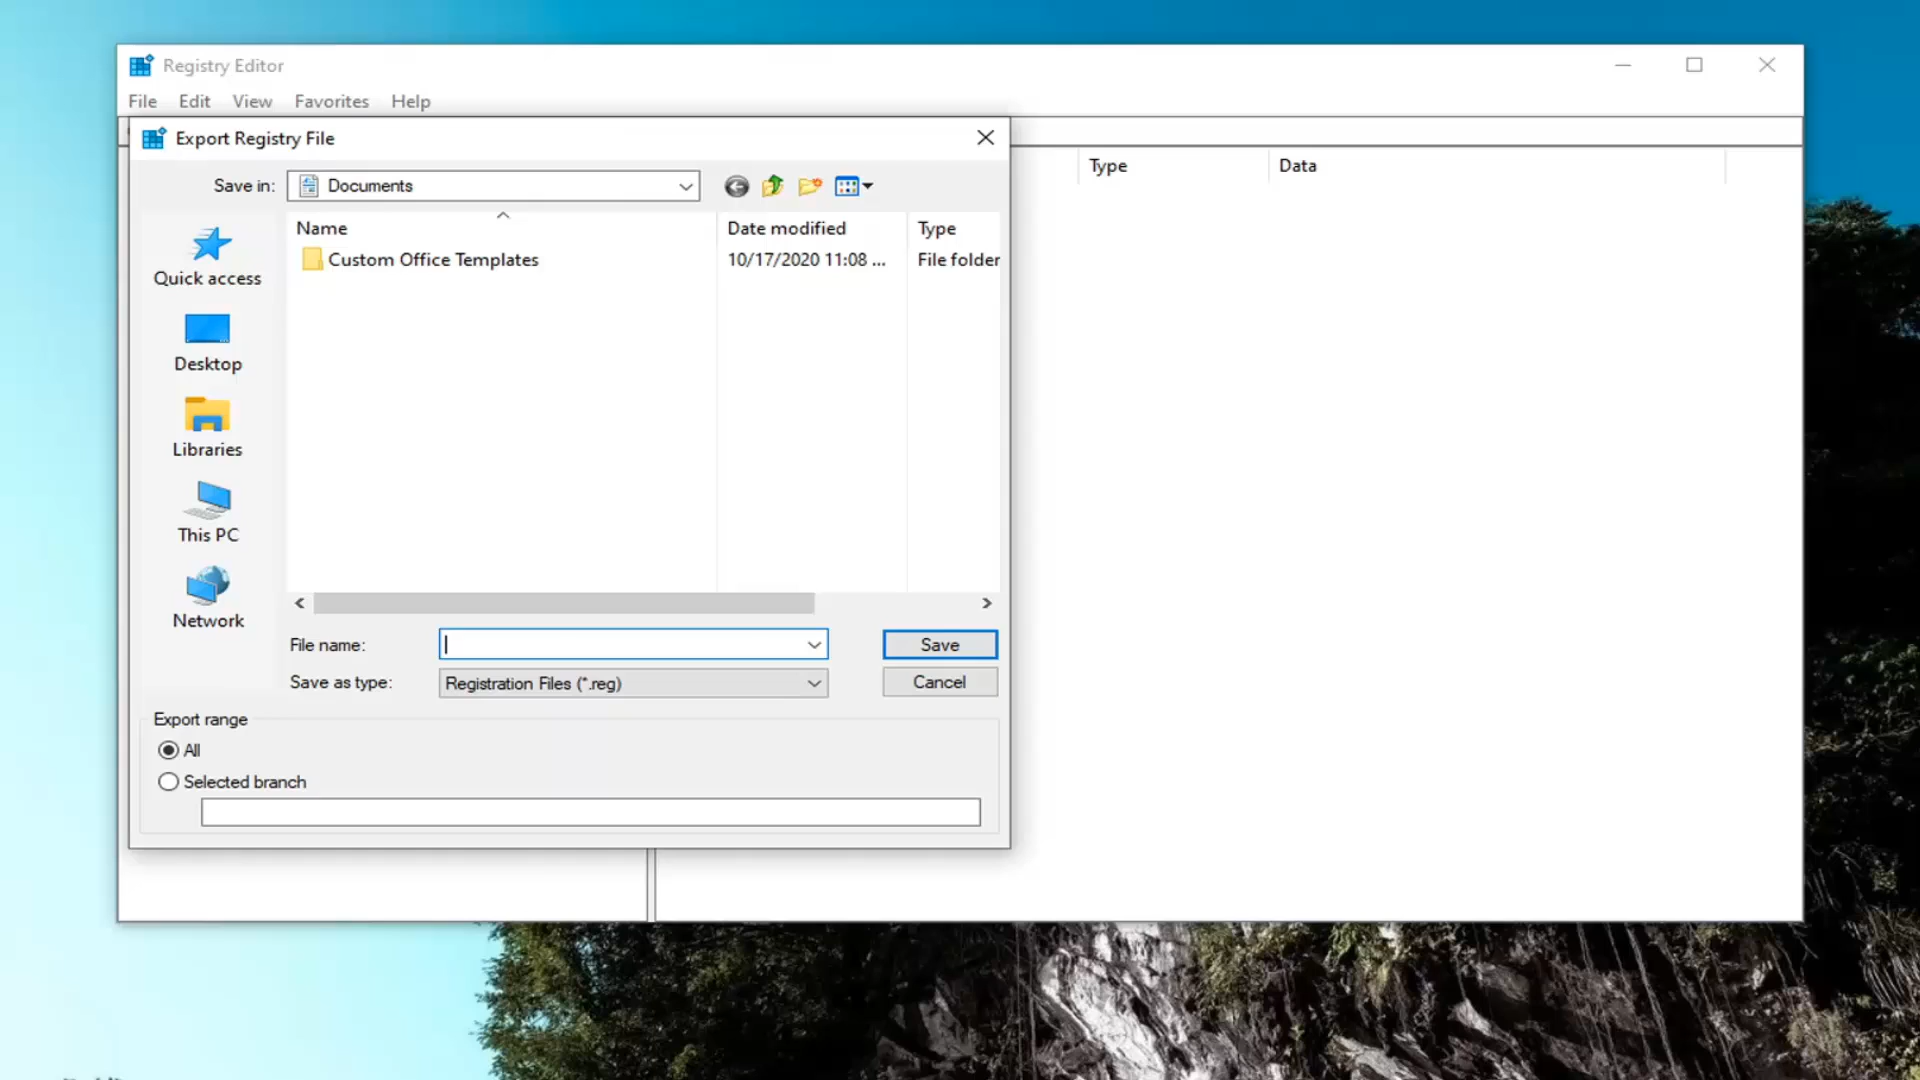 Registry Editor
File Edit View Favorites Help
Export Registry File
Type Data
Save in: Documents
Name Date modified Type
Custom Office Templates 10/17/2020 11:08 ... File folder
Quick access
Desktop
Libraries
This PC
Network
File name: Save
Save as type: Registration Files (*.reg) Cancel
Export range
All
Selected branch